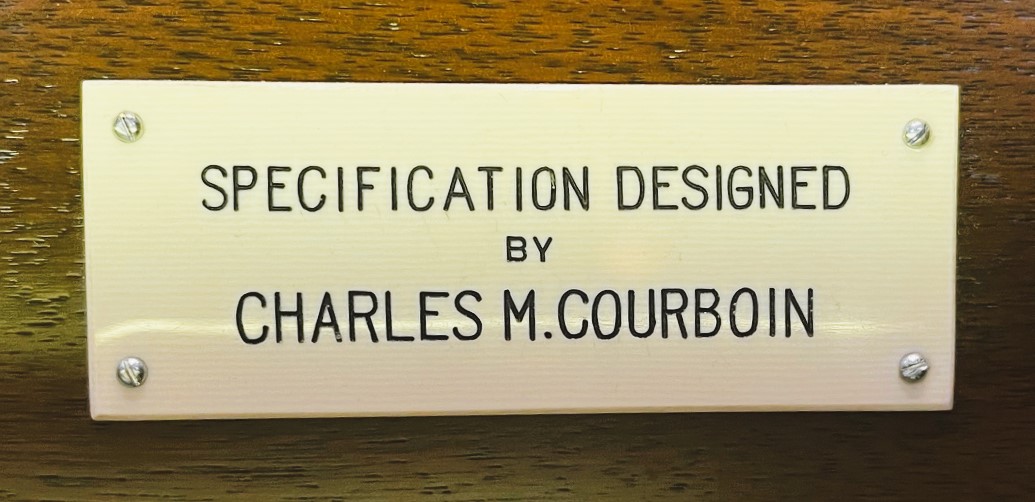 SPECIFICATION DESIGNED
BY
CHARLES M. COURBOIN